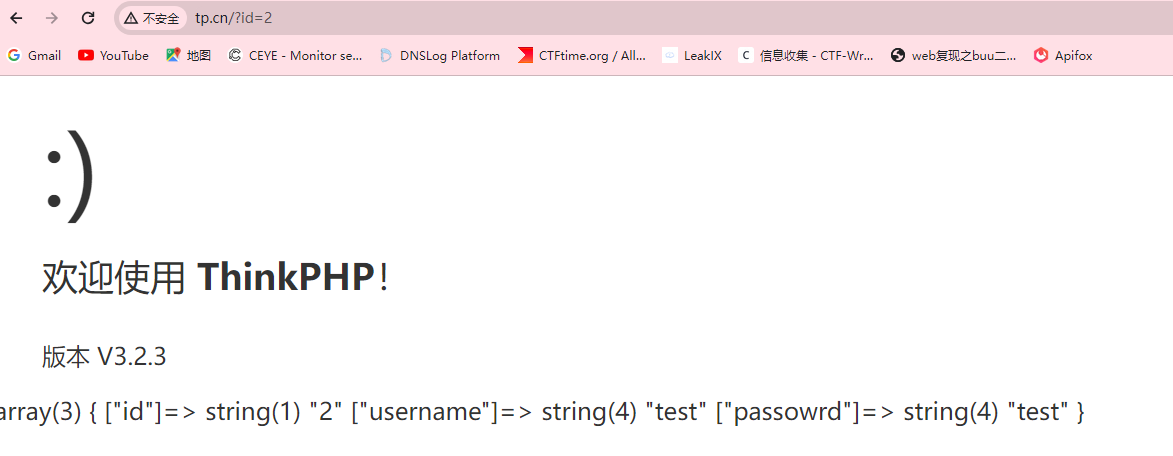 不安全 tp.cn/?id=2
Gmail YouTube 地图 CEYE - Monitor se... DNSLog Platform CTFtime.org / All... LeakIX 信息收集 - CTF-Wr... web复现之buu二... Apifox
:)
欢迎使用 ThinkPHP！
版本 V3.2.3
array(3) { ["id"]=> string(1) "2" ["username"]=> string(4) "test" ["passowrd"]=> string(4) "test" }